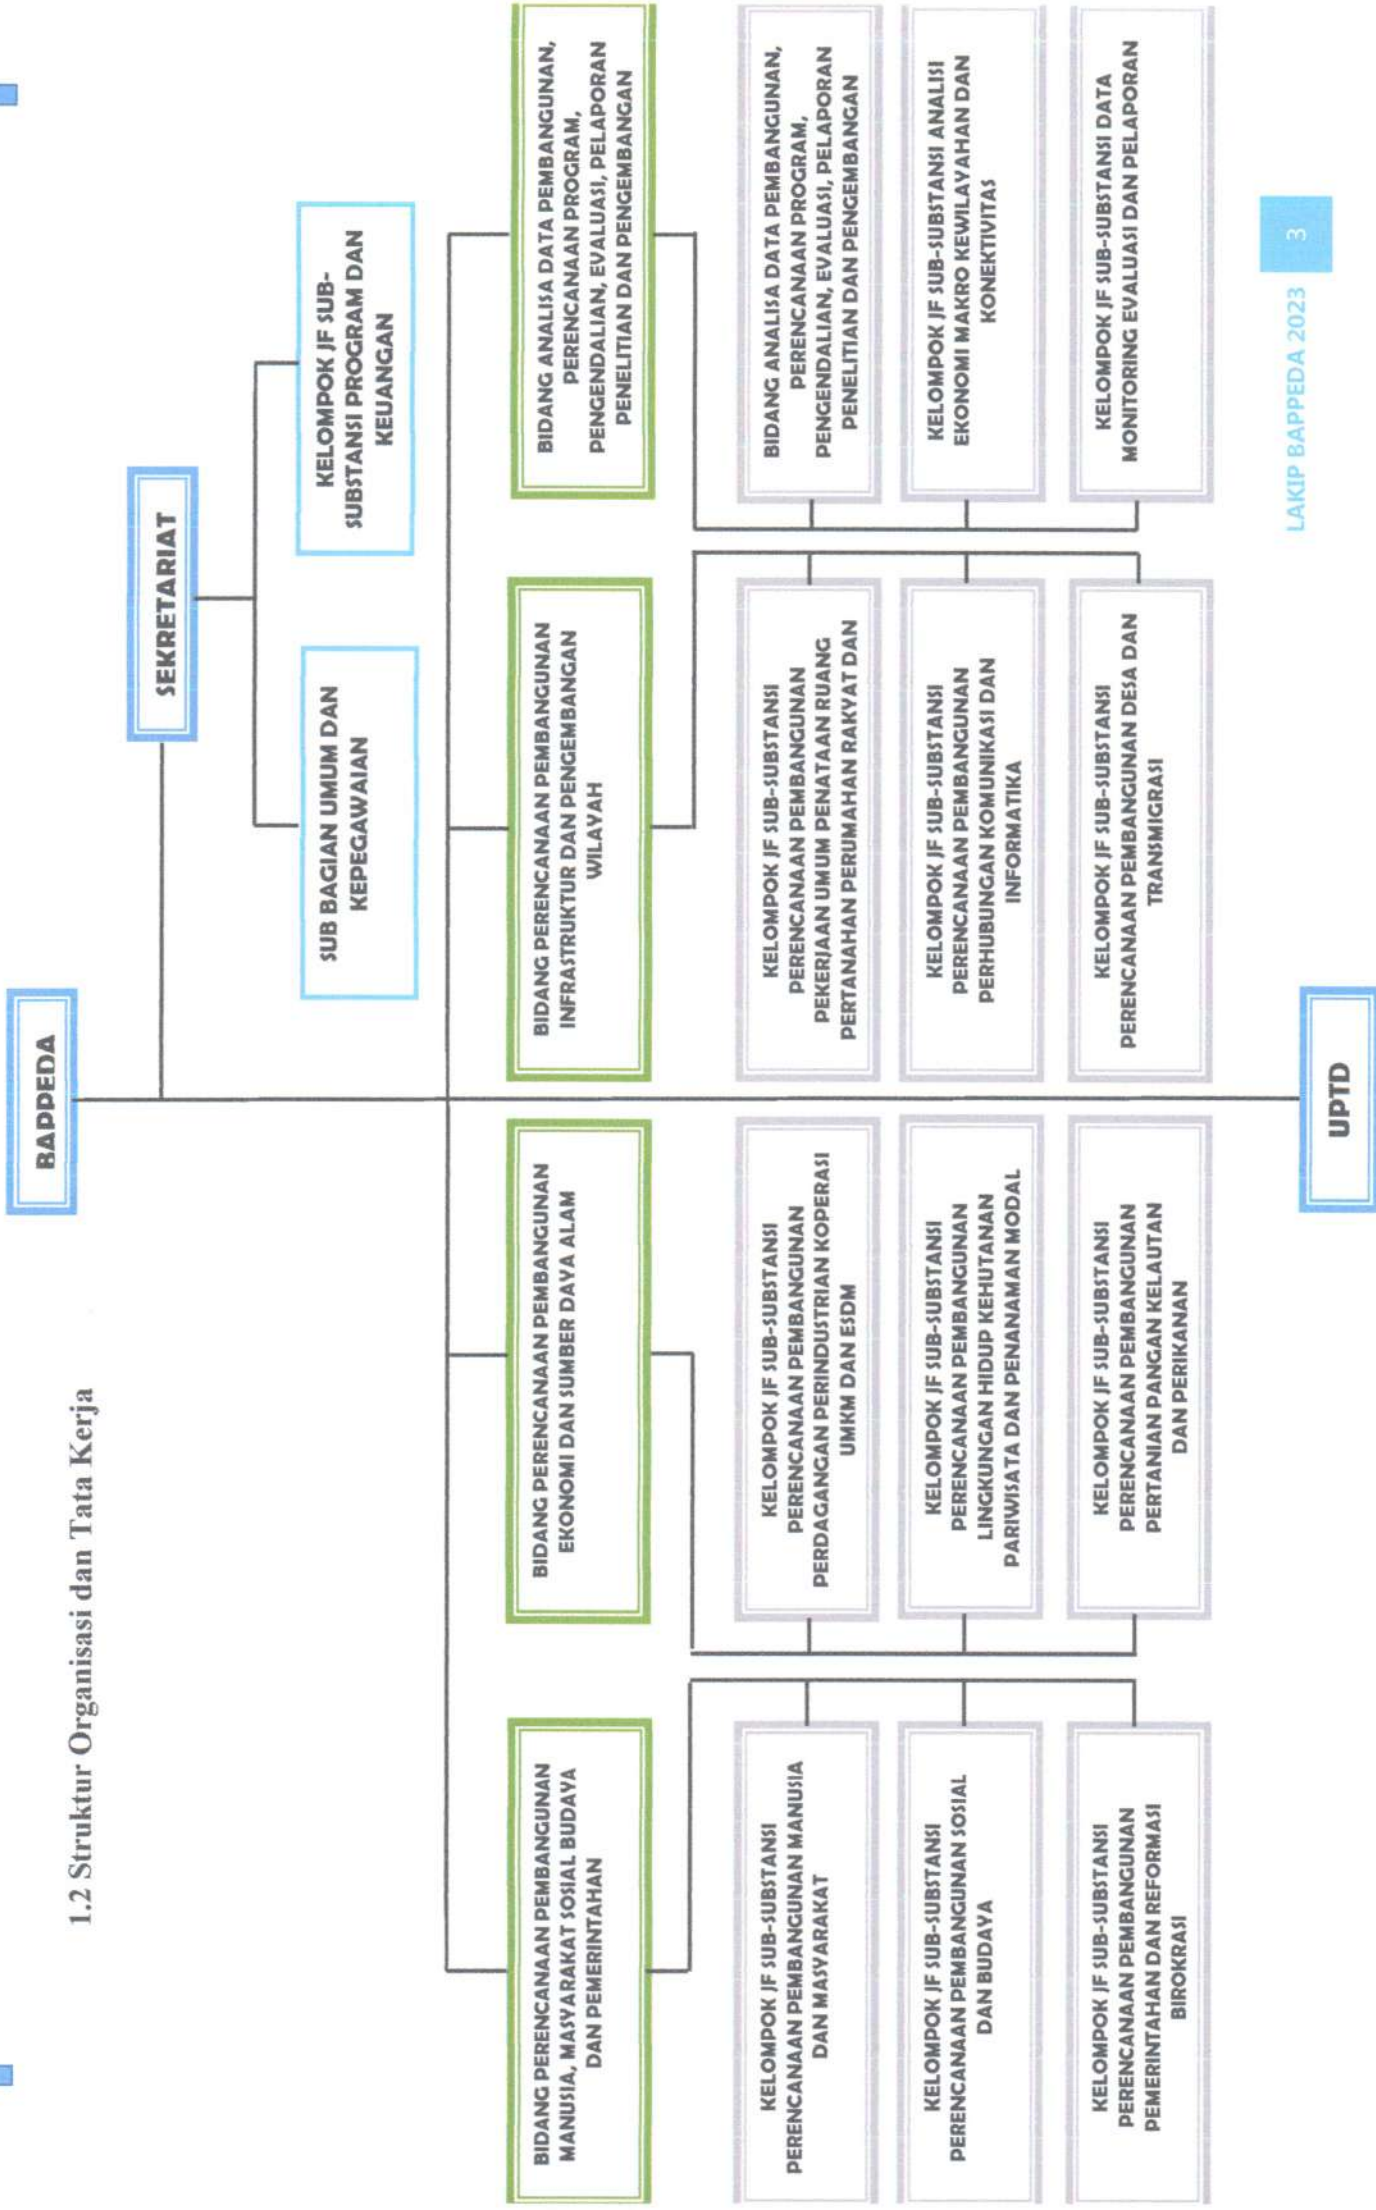 1.2 Struktur Organisasi dan Tata Kerja
BAPPEDA
SEKRETARIAT
SUB BAGIAN UMUM DAN
KEPEGAWAIAN
KELOMPOK JF SUB-
SUBSTANSI PROGRAM DAN
KEUANGAN
BIDANG PERENCANAAN PEMBANGUNAN
MANUSIA, MASYARAKAT SOSIAL BUDAYA
DAN PEMERINTAHAN
BIDANG PERENCANAAN PEMBANGUNAN
EKONOMI DAN SUMBER DAYA ALAM
BIDANG PERENCANAAN PEMBANGUNAN
INFRASTRUKTUR DAN PENGEMBANGAN
WILAYAH
BIDANG ANALISA DATA PEMBANGUNAN,
PERENCANAAN PROGRAM,
PENGENDALIAN, EVALUASI, PELAPORAN
PENELITIAN DAN PENGEMBANGAN
KELOMPOK JF SUB-SUBSTANSI
PERENCANAAN PEMBANGUNAN MANUSIA
DAN MASYARAKAT
KELOMPOK JF SUB-SUBSTANSI
PERENCANAAN PEMBANGUNAN
PERDAGANGAN PERINDUSTRIAN KOPERASI
UMKM DAN ESDM
KELOMPOK JF SUB-SUBSTANSI
PERENCANAAN PEMBANGUNAN
PEKERJAAN UMUM PENATAAN RUANG
PERTANAHAN PERUMAHAN RAKYAT DAN
BIDANG ANALISA DATA PEMBANGUNAN,
PERENCANAAN PROGRAM,
PENGENDALIAN, EVALUASI, PELAPORAN
PENELITIAN DAN PENGEMBANGAN
KELOMPOK JF SUB-SUBSTANSI
PERENCANAAN PEMBANGUNAN SOSIAL
DAN BUDAYA
KELOMPOK JF SUB-SUBSTANSI
PERENCANAAN PEMBANGUNAN
LINGKUNGAN HIDUP KEHUTANAN
PARIWISATA DAN PENANAMAN MODAL
KELOMPOK JF SUB-SUBSTANSI
PERENCANAAN PEMBANGUNAN
PERHUBUNGAN KOMUNIKASI DAN
INFORMATIKA
KELOMPOK JF SUB-SUBSTANSI ANALISI
EKONOMI MAKRO KEWILAYAHAN DAN
KONEKTIVITAS
KELOMPOK JF SUB-SUBSTANSI
PERENCANAAN PEMBANGUNAN
PEMERINTAHAN DAN REFORMASI
BIROKRASI
KELOMPOK JF SUB-SUBSTANSI
PERENCANAAN PEMBANGUNAN
PERTANIAN PANGAN KELAUTAN
DAN PERIKANAN
KELOMPOK JF SUB-SUBSTANSI
PERENCANAAN PEMBANGUNAN DESA DAN
TRANSMIGRASI
KELOMPOK JF SUB-SUBSTANSI DATA
MONITORING EVALUASI DAN PELAPORAN
UPTD
LAKIP BAPPEDA 2023 3